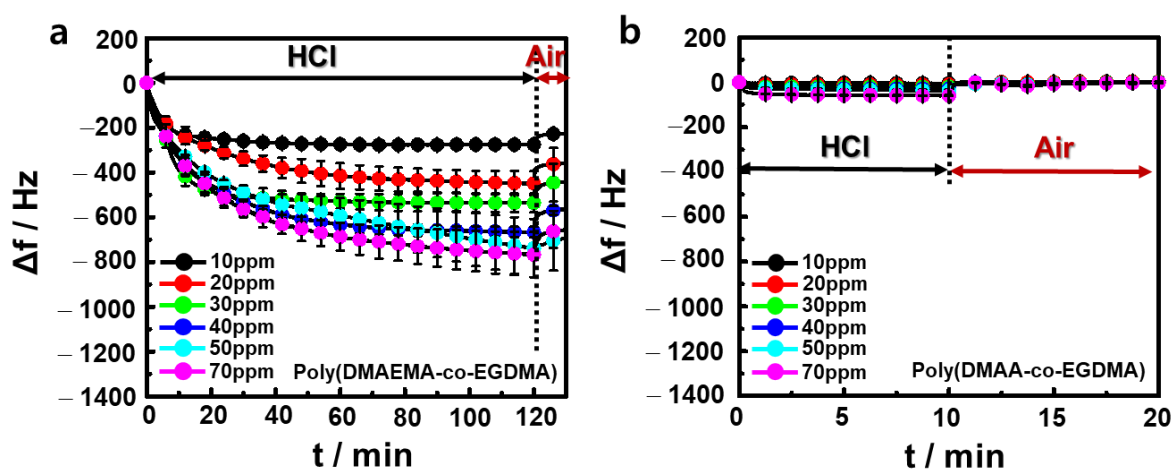 a
HCl
Air
200
0
−200
−400
−600
−800
−1000
−1200
−1400
Δf / Hz
10ppm
20ppm
30ppm
40ppm
50ppm
70ppm
Poly(DMAEMA-co-EGDMA)
0 20 40 60 80 100 120
t / min
b
200
0
−200
−400
−600
−800
−1000
−1200
−1400
Δf / Hz
HCl
Air
10ppm
20ppm
30ppm
40ppm
50ppm
70ppm
Poly(DMAA-co-EGDMA)
0 5 10 15 20
t / min